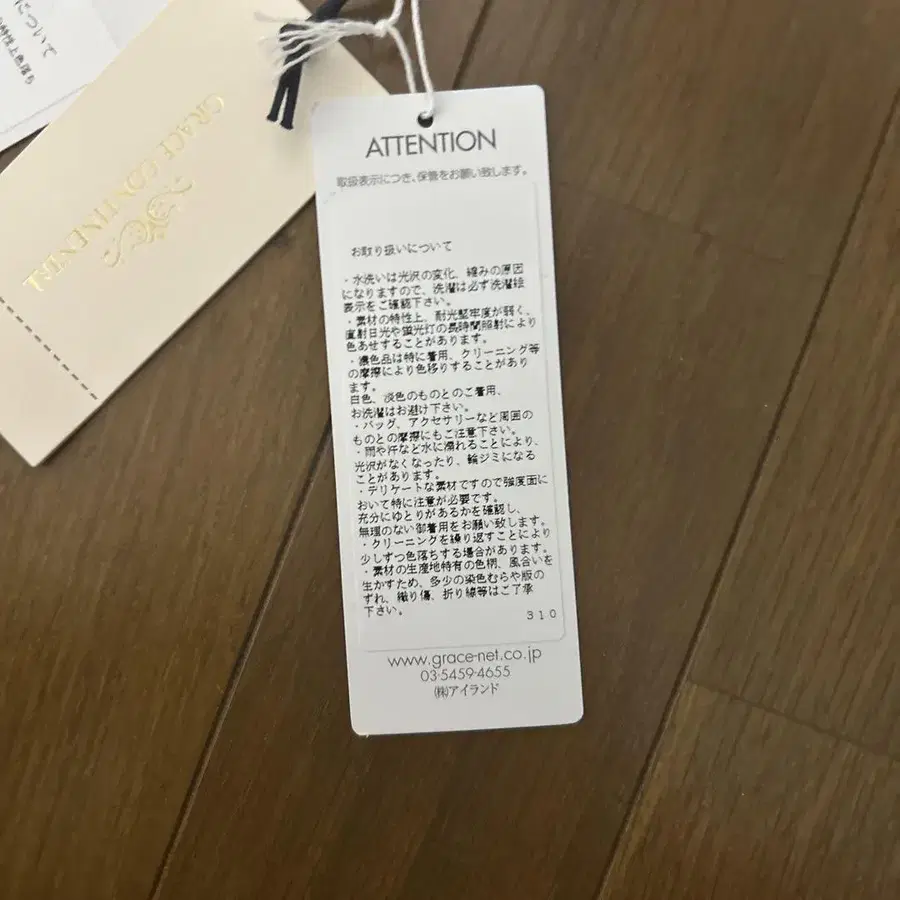 について
特性上色落ち
GRACE CONTINENTAL
ATTENTION
取扱表示につき、保管をお願い致します。
お取り扱いについて
・水洗いは光沢の変化、縮みの原因
になりますので、洗濯は必ず洗濯絵
表示をご確認下さい。
・素材の特性上、耐光堅牢度が弱く、
直射日光や蛍光灯の長時間照射により
色あせすることがあります。
・濃色品は特に着用、クリーニング等
の摩擦により色移りすることがあり
ます。
白色、淡色のものとのご着用、
お洗濯はお避け下さい。
・バッグ、アクセサリーなど周囲の
ものとの摩擦にもご注意下さい。
・雨や汗など水に濡れることにより、
光沢がなくなったり、輪ジミになる
ことがあります。
・デリケートな素材ですので強度面に
おいて特に注意が必要です。
充分にゆとりがあるかを確認し、
無理のない御着用をお願い致します。
・クリーニングを繰り返すことにより
少しずつ色落ちする場合があります。
・素材の生産地特有の色柄、風合いを
生かすため、多少の染色むらや版の
ずれ、織り傷、折り線等はご了承
下さい。
310
www.grace-net.co.jp
03-5459-4655
㈱アイランド